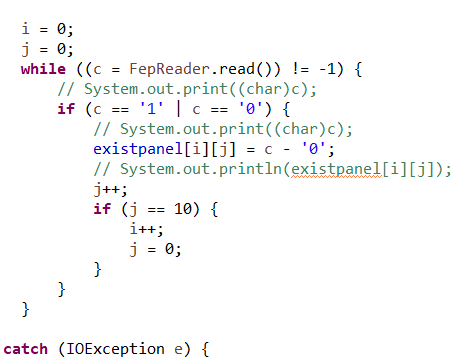 i = 0;
j = 0;
while ((c = FepReader.read()) != -1) {
    // System.out.print((char)c);
    if (c == '1' | c == '0') {
        // System.out.print((char)c);
        existpanel[i][j] = c - '0';
        // System.out.println(existpanel[i][j]);
        j++;
        if (j == 10) {
            i++;
            j = 0;
        }
    }
}
catch (IOException e) {